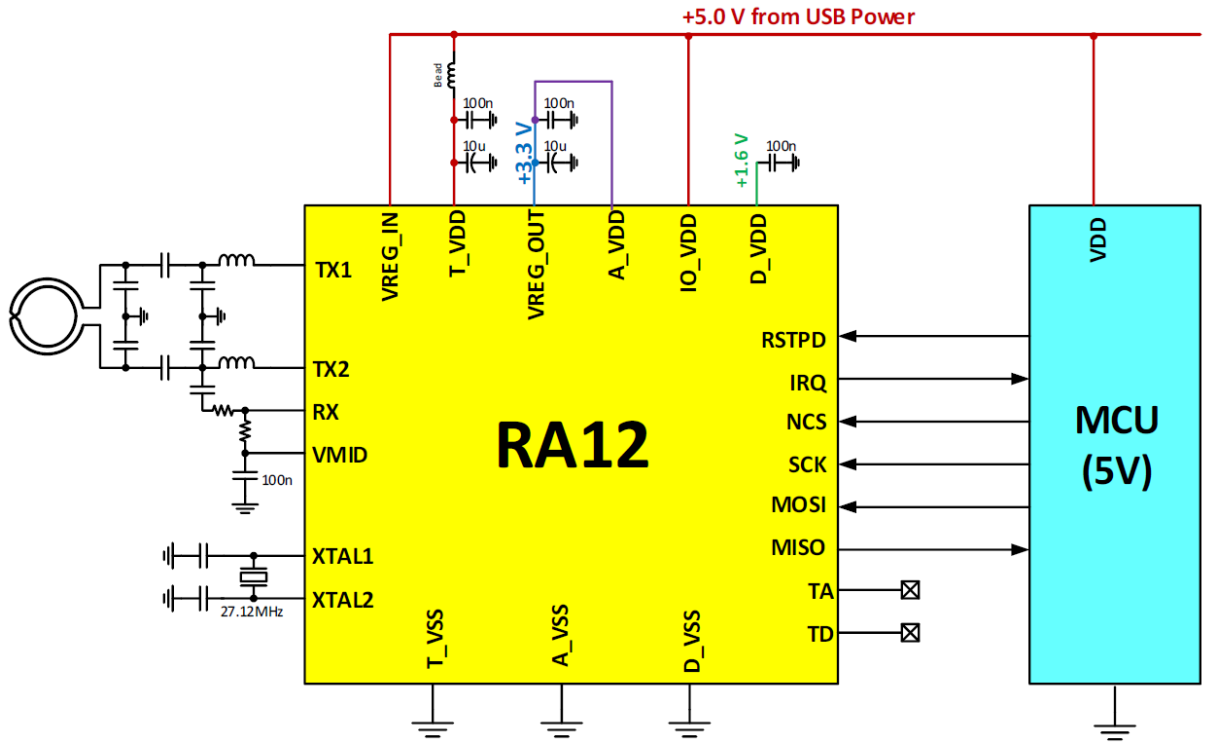 +5.0 V from USB Power
Bead
100n
10u
+3.3 V
100n
10u
+1.6 V
100n
VREG_IN
T_VDD
VREG_OUT
A_VDD
IO_VDD
D_VDD
VDD
TX1
TX2
RX
VMID
100n
XTAL1
XTAL2
27.12MHz
RA12
RSTPD
IRQ
NCS
SCK
MOSI
MISO
TA
TD
T_VSS
A_VSS
D_VSS
MCU
(5V)